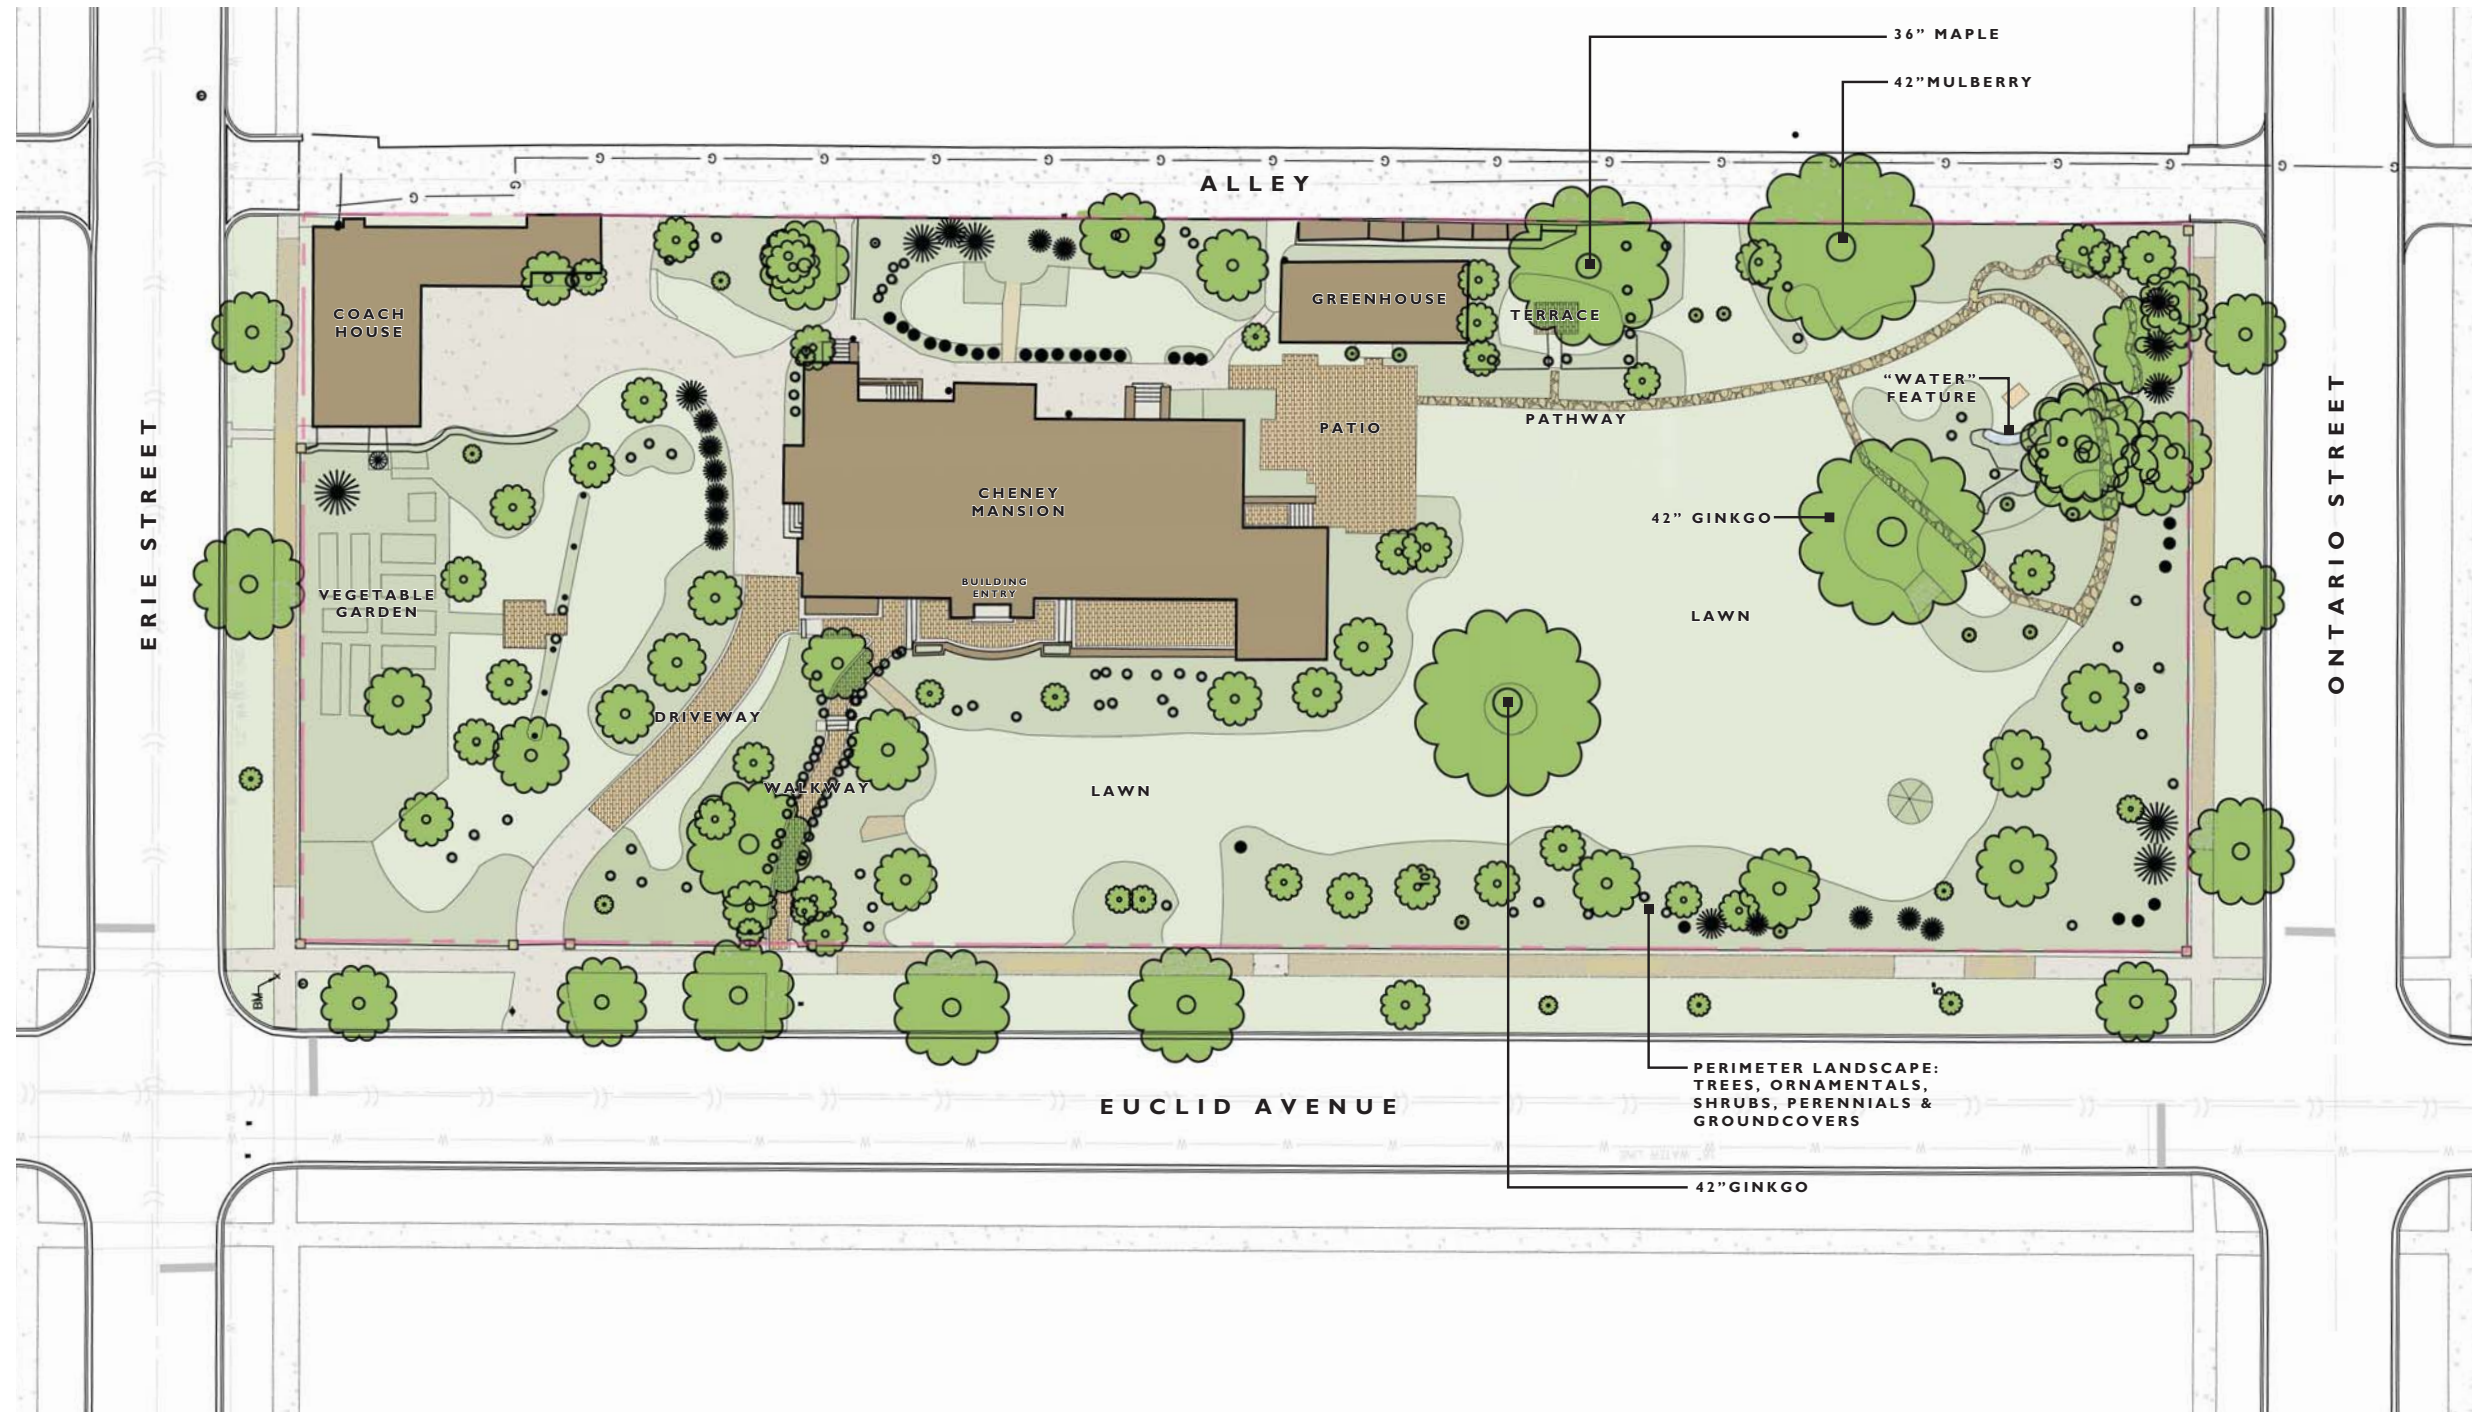 36” MAPLE
42”MULBERRY
ALLEY
COACH
HOUSE
GREENHOUSE
TERRACE
“WATER”
FEATURE
PATIO
PATHWAY
ERIE STREET
ONTARIO STREET
CHENEY
MANSION
42” GINKGO
BUILDING
ENTRY
VEGETABLE
GARDEN
LAWN
DRIVEWAY
WALKWAY
LAWN
BM
PERIMETER LANDSCAPE:
TREES, ORNAMENTALS,
SHRUBS, PERENNIALS &
GROUNDCOVERS
EUCLID AVENUE
42”GINKGO